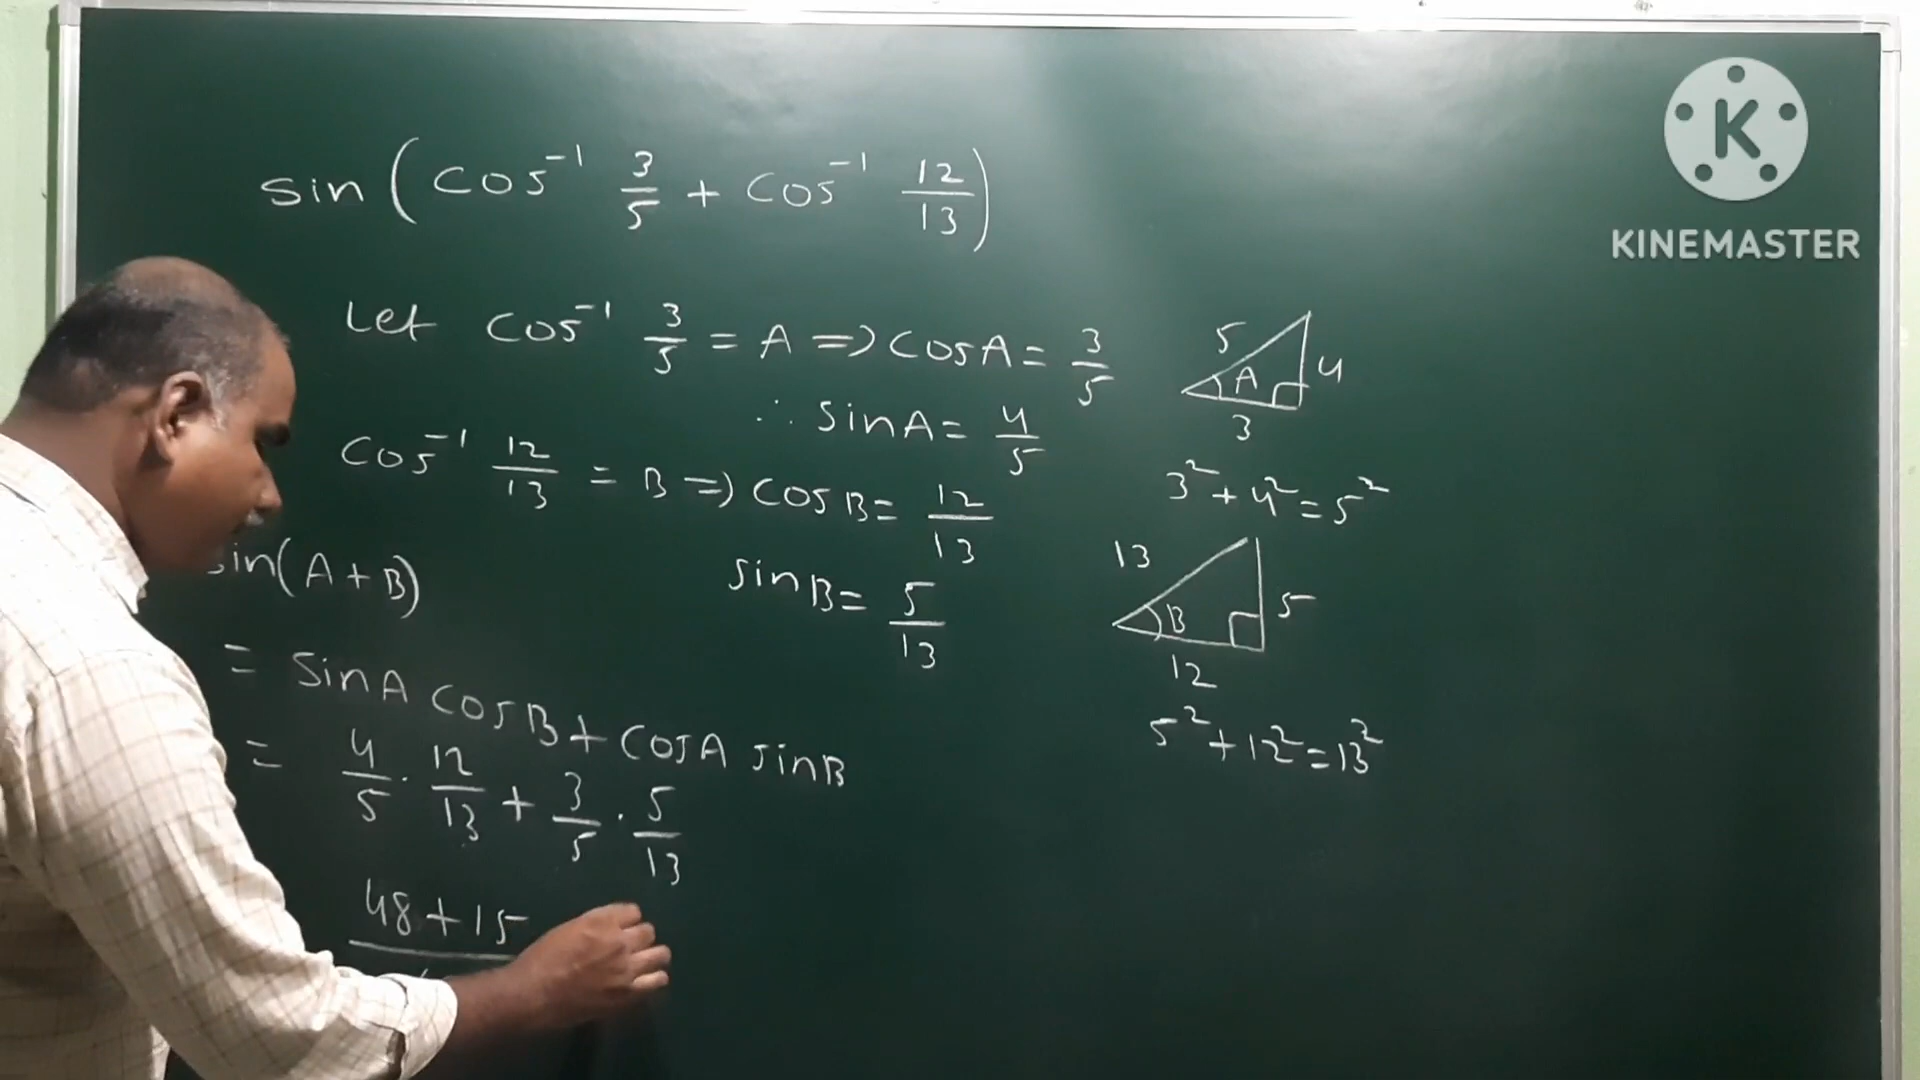 sin(cos⁻¹ 3/5 + cos⁻¹ 12/13)
Let cos⁻¹ 3/5 = A ⇒ cosA = 3/5
∴ sinA = 4/5
cos⁻¹ 12/13 = B ⇒ cosB = 12/13
sinB = 5/13
sin(A+B)
= sinA cosB + cosA sinB
= 4/5 · 12/13 + 3/5 · 5/13
48+15
5
A
4
3
3² + 4² = 5²
13
B
5
12
5² + 12² = 13²
K
KINEMASTER